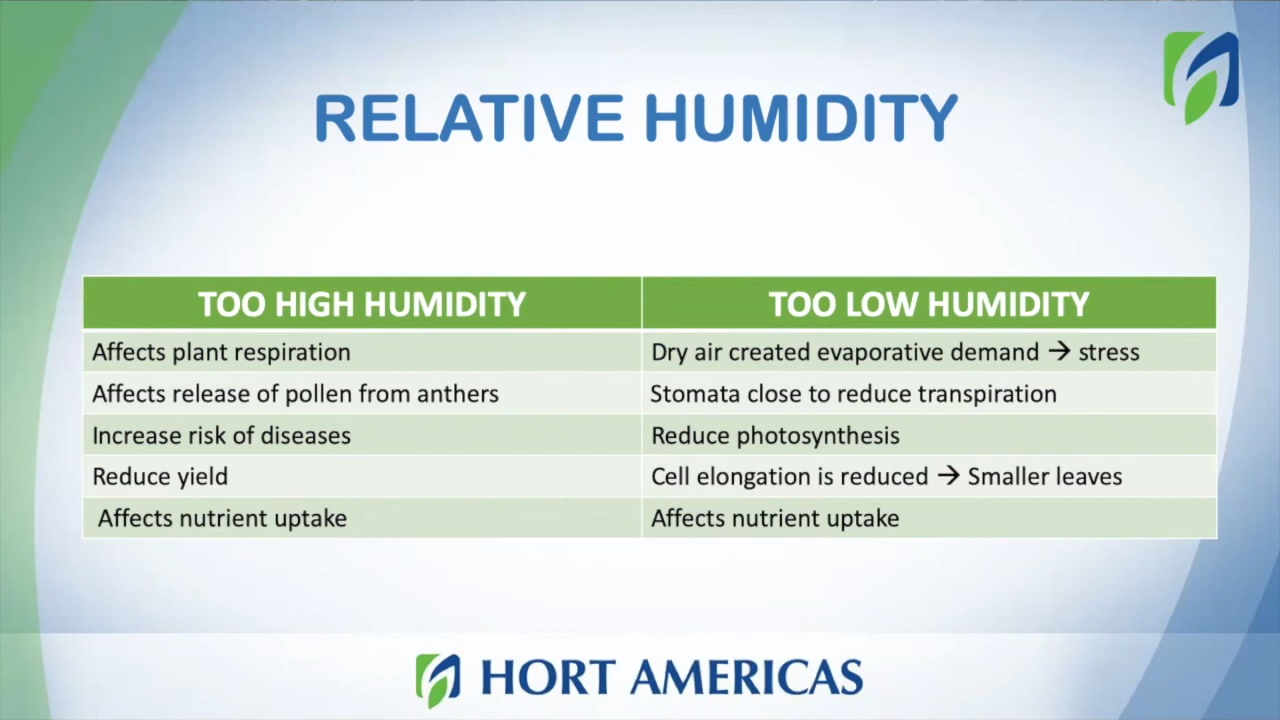 RELATIVE HUMIDITY
TOO HIGH HUMIDITY
TOO LOW HUMIDITY
Affects plant respiration
Dry air created evaporative demand → stress
Affects release of pollen from anthers
Stomata close to reduce transpiration
Increase risk of diseases
Reduce photosynthesis
Reduce yield
Cell elongation is reduced → Smaller leaves
Affects nutrient uptake
Affects nutrient uptake
HORT AMERICAS